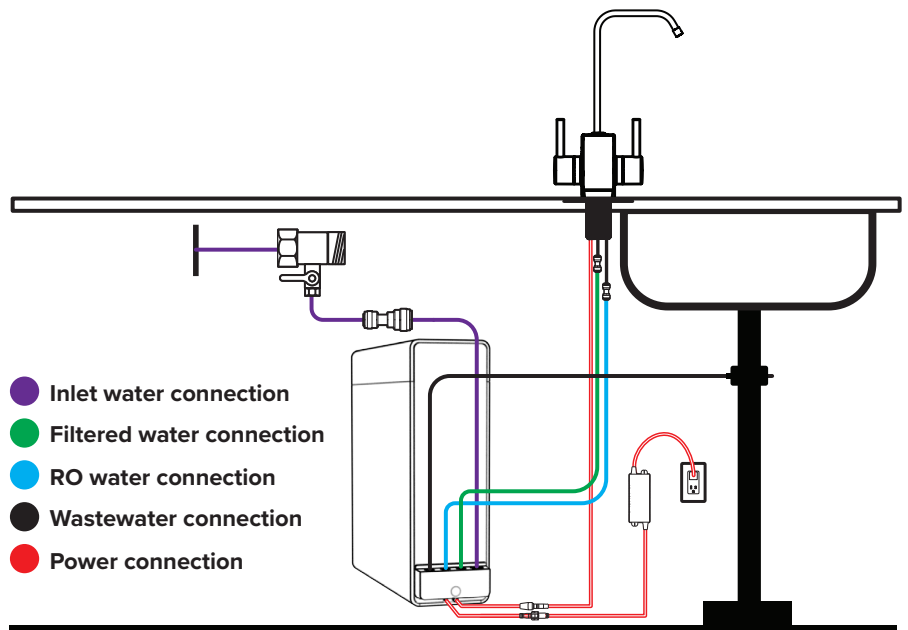 Inlet water connection
Filtered water connection
RO water connection
Wastewater connection
Power connection